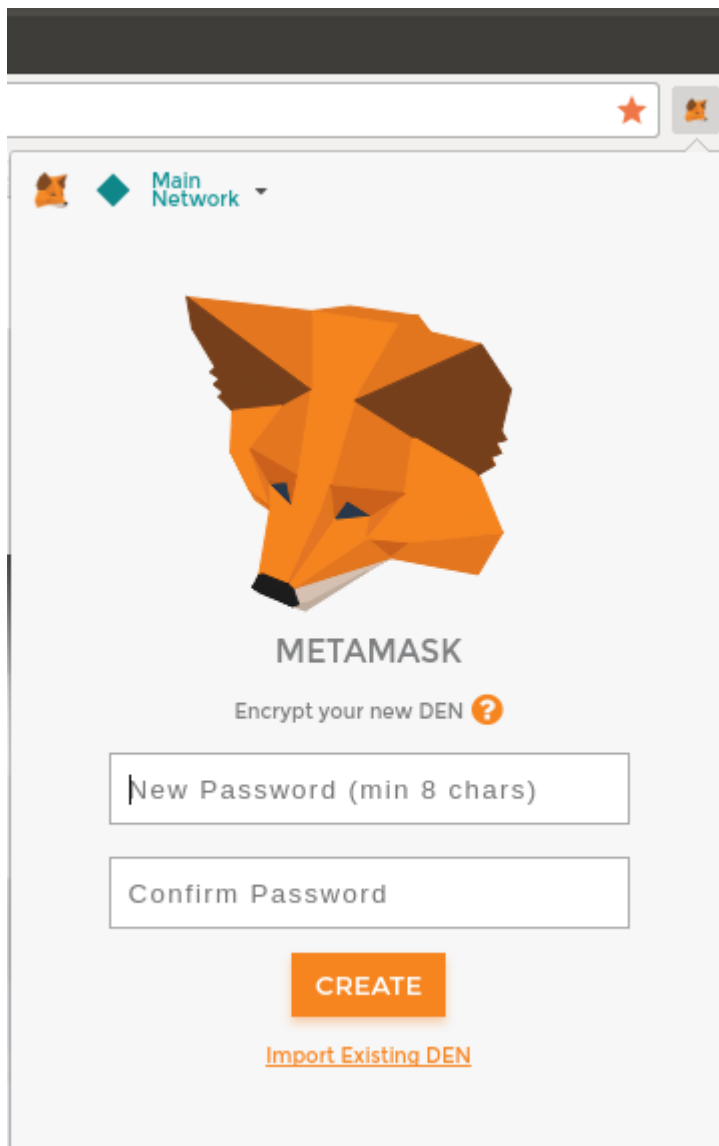 Main
Network
METAMASK
Encrypt your new DEN ?
New Password (min 8 chars)
Confirm Password
CREATE
Import Existing DEN